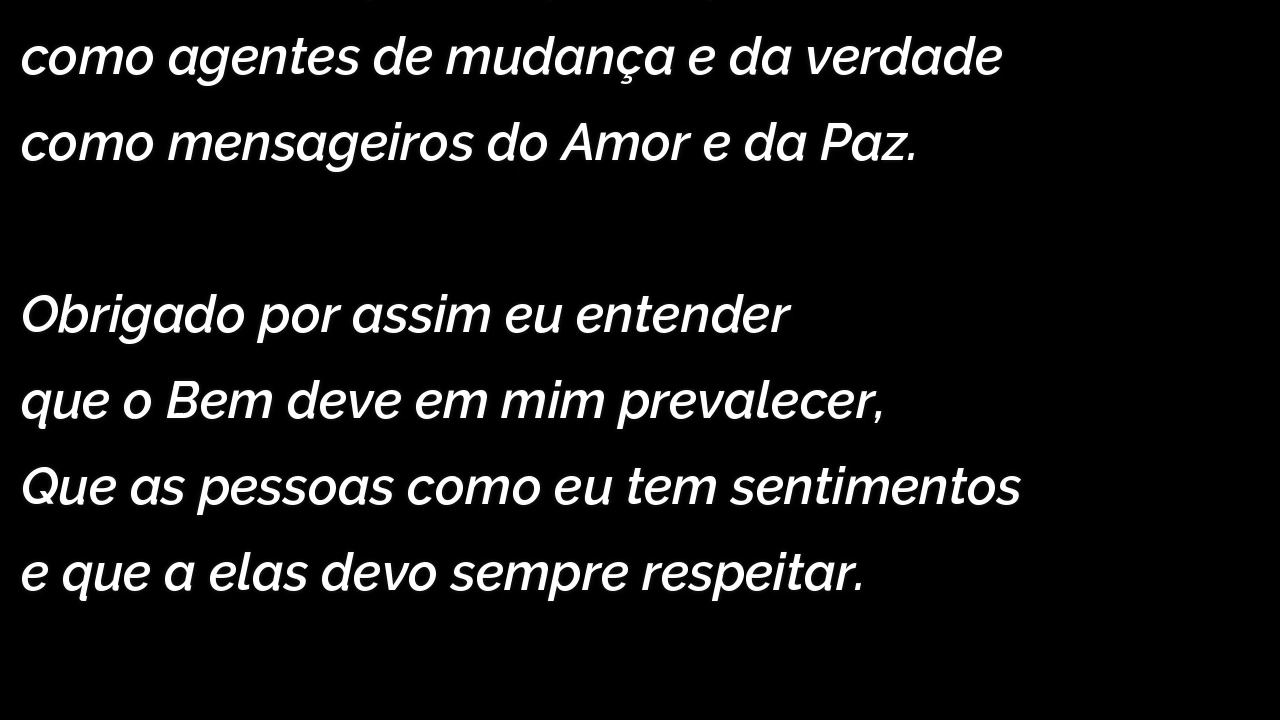 como agentes de mudança e da verdade
como mensageiros do Amor e da Paz.
Obrigado por assim eu entender
que o Bem deve em mim prevalecer,
Que as pessoas como eu tem sentimentos
e que a elas devo sempre respeitar.